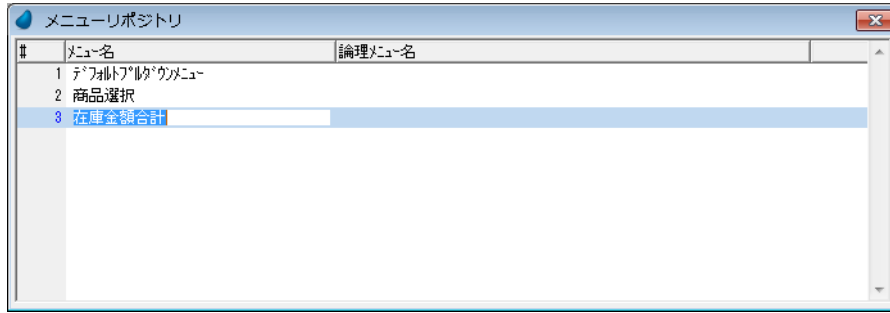 メニューリポジトリ
# ﾒﾆｭｰ名 論理ﾒﾆｭｰ名
1 ﾃﾞﾌｫﾙﾄﾌﾟﾙﾀﾞｳﾝﾒﾆｭｰ
2 商品選択
3 在庫金額合計